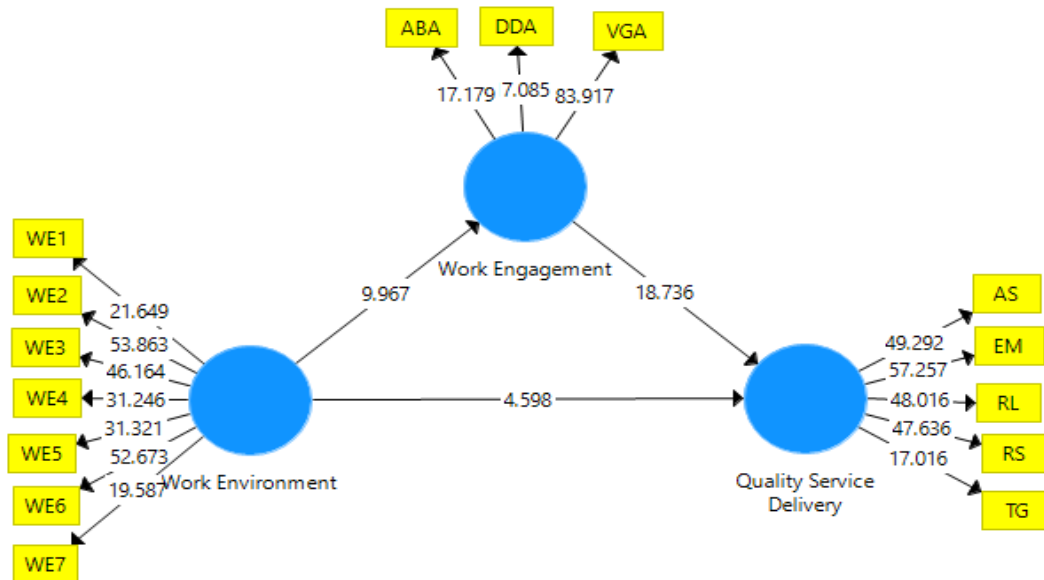 ABA
DDA
VGA
17.179
7.085
83.917
Work Engagement
WE1
WE2
WE3
WE4
WE5
WE6
WE7
21.649
53.863
46.164
31.246
31.321
52.673
19.587
Work Environment
9.967
18.736
4.598
Quality Service
Delivery
49.292
57.257
48.016
47.636
17.016
AS
EM
RL
RS
TG